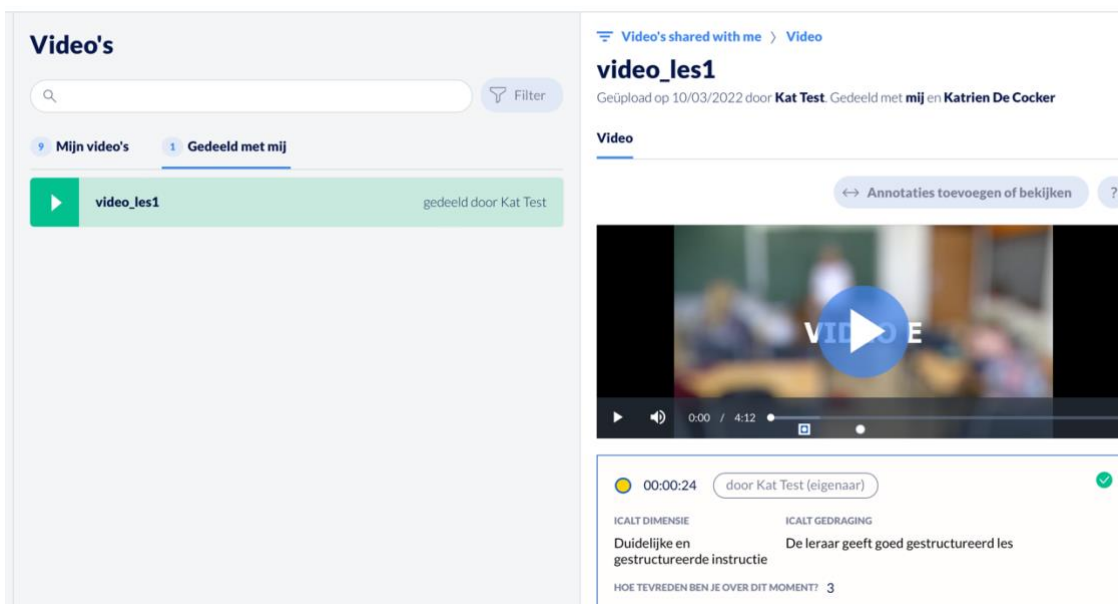 Video's
Filter
9 Mijn video's 1 Gedeeld met mij
video_les1 gedeeld door Kat Test
Video's shared with me > Video
video_les1
Geüpload op 10/03/2022 door Kat Test. Gedeeld met mij en Katrien De Cocker
Video
↔ Annotaties toevoegen of bekijken ?
VIDEO E
0:00 / 4:12
00:00:24 door Kat Test (eigenaar)
ICALT DIMENSIE ICALT GEDRAGING
Duidelijke en De leraar geeft goed gestructureerd les
gestructureerde instructie
HOE TEVREDEN BEN JE OVER DIT MOMENT? 3